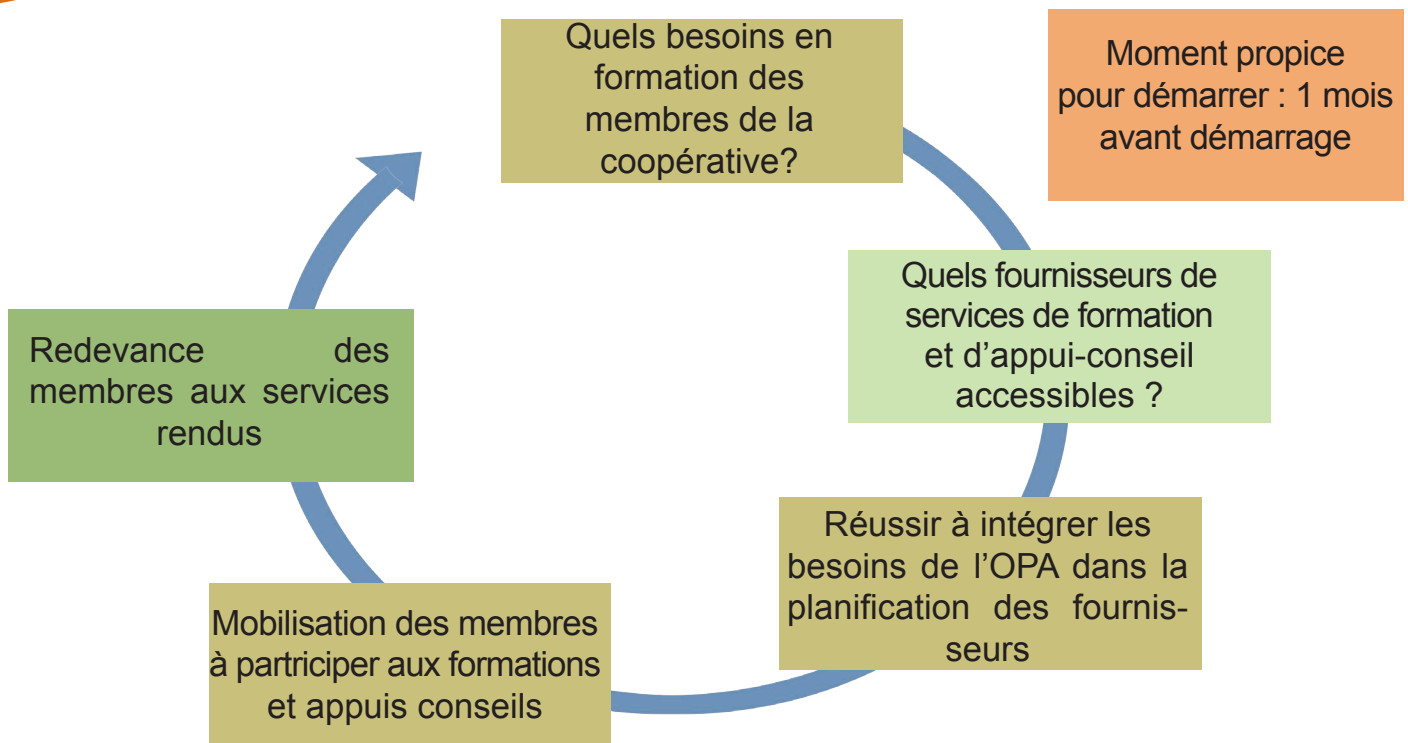 Quels besoins en
formation des
membres de la
coopérative?
Moment propice
pour démarrer : 1 mois
avant démarrage
Quels fournisseurs de
services de formation
et d’appui-conseil
accessibles ?
Réussir à intégrer les
besoins de l’OPA dans la
planification des fournis-
seurs
Mobilisation des membres
à partriciper aux formations
et appuis conseils
Redevance des
membres aux services
rendus